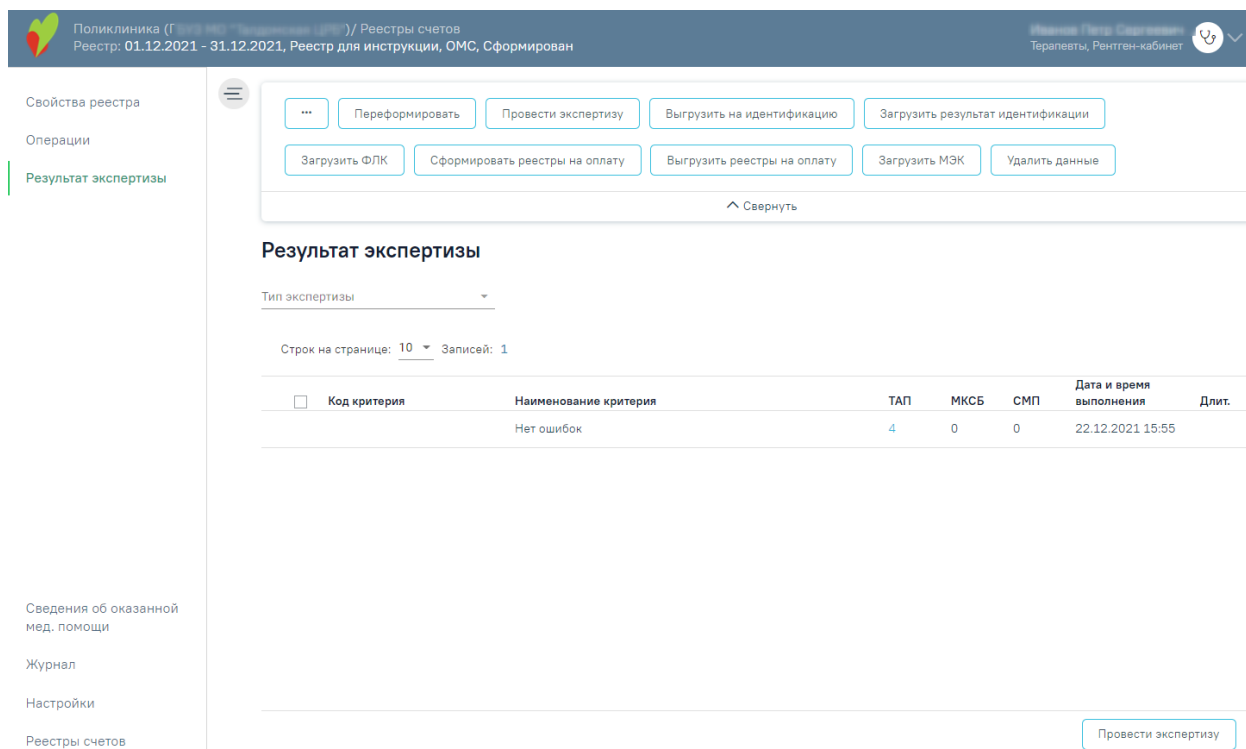 Поликлиника (Г )/ Реестры счетов
Реестр: 01.12.2021 - 31.12.2021, Реестр для инструкции, ОМС, Сформирован
Терапевты, Рентген-кабинет
Свойства реестра
Операции
Результат экспертизы
... Переформировать Провести экспертизу Выгрузить на идентификацию Загрузить результат идентификации
Загрузить ФЛК Сформировать реестры на оплату Выгрузить реестры на оплату Загрузить МЭК Удалить данные
Свернуть
Результат экспертизы
Тип экспертизы
Строк на странице: 10 Записей: 1
Код критерия Наименование критерия ТАП МКСБ СМП Дата и время выполнения Длит.
Нет ошибок 4 0 0 22.12.2021 15:55
Сведения об оказанной
мед. помощи
Журнал
Настройки
Реестры счетов
Провести экспертизу